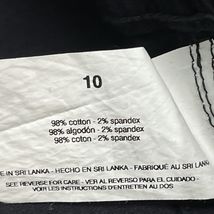 10
98% cotton - 2% spandex
98% algodón - 2% spandex
98% coton - 2% spandex
E IN SRI LANKA - HECHO EN SRI LANKA - FABRIQUÉ AU SRI LAN
SEE REVERSE FOR CARE - VER AL REVERSO PARA EL CUIDADO -
VOIR LES INSTRUCTIONS D'ENTRETIEN AU DOS